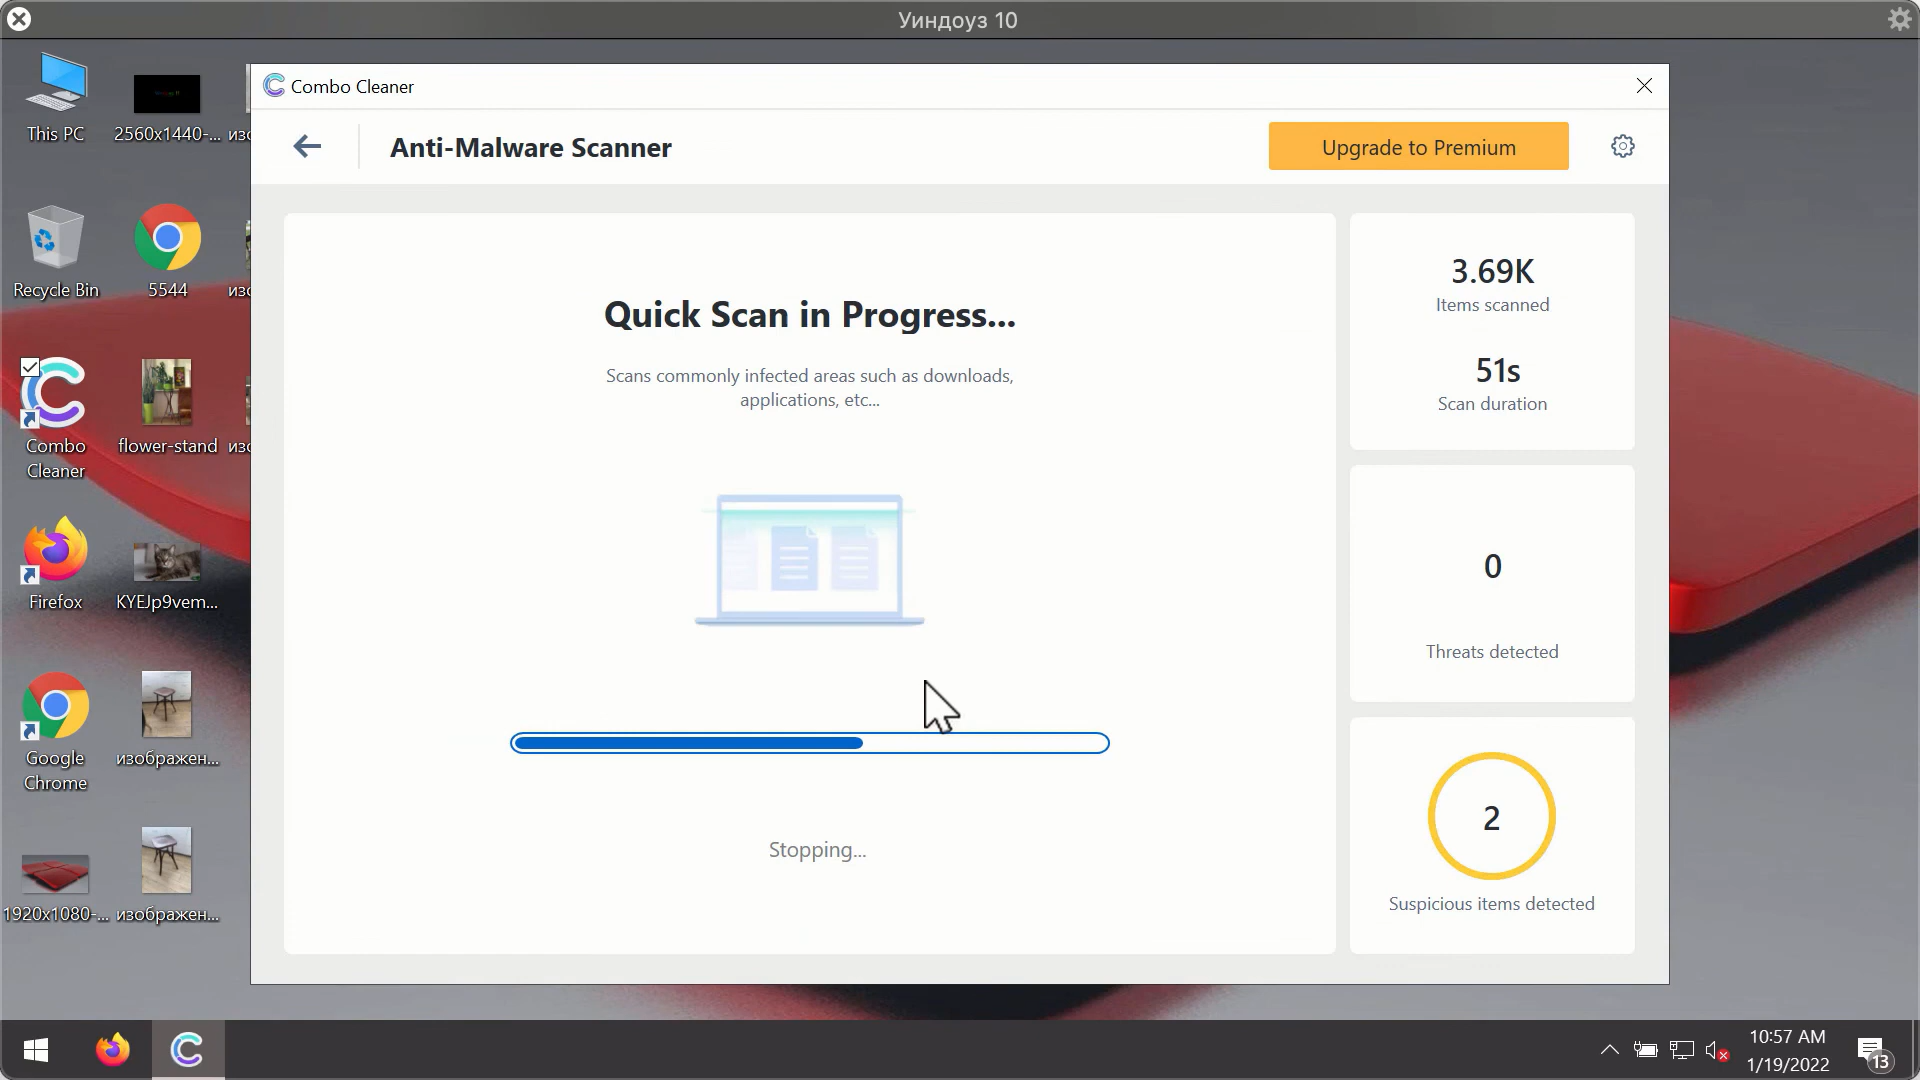 Уиндоуз 10
This PC
2560x1440-...
Recycle Bin
5544
Combo
Cleaner
flower-stand
Firefox
KYEJp9vem...
Google
Chrome
изображен...
1920x1080-...
изображен...
изо
изо
изо
Combo Cleaner
Anti-Malware Scanner
Upgrade to Premium
Quick Scan in Progress...
Scans commonly infected areas such as downloads,
applications, etc...
Stopping...
3.69K
Items scanned
51s
Scan duration
0
Threats detected
2
Suspicious items detected
10:57 AM
1/19/2022
13